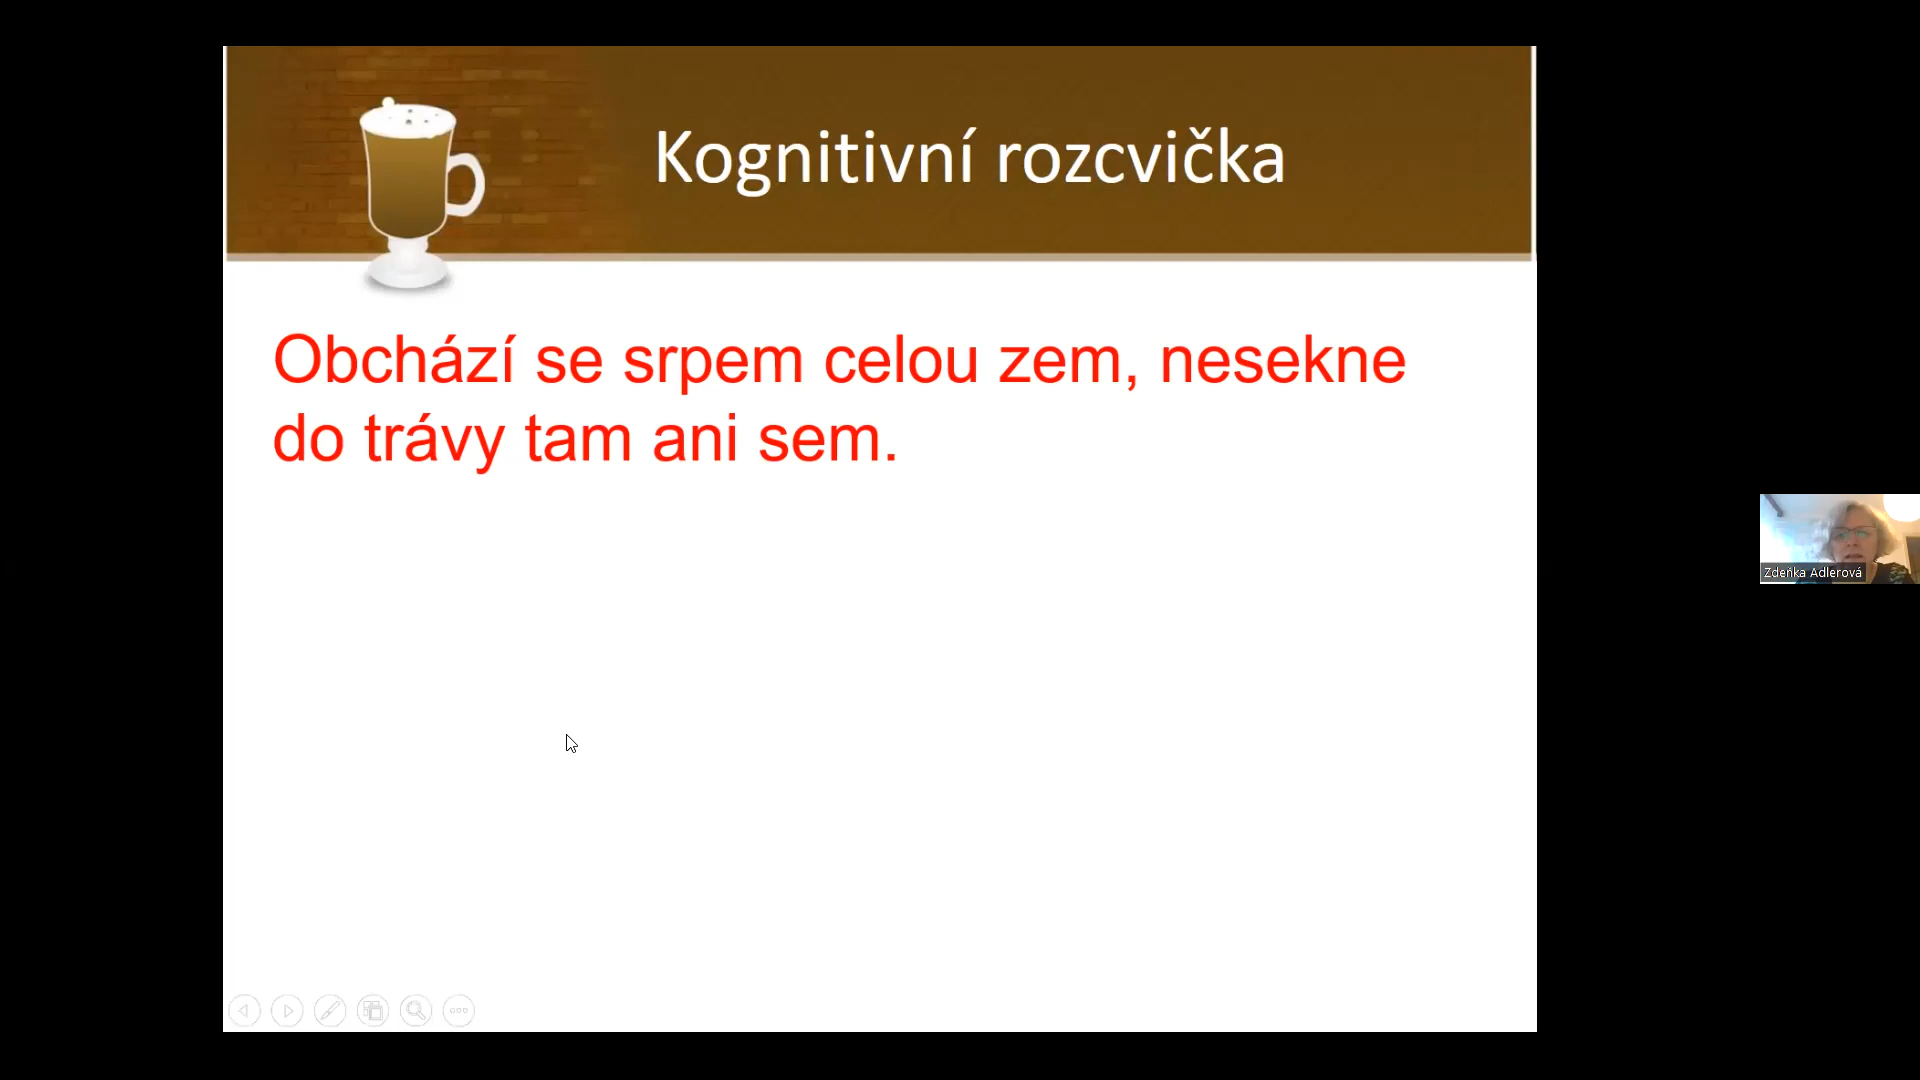 Kognitivní rozcvička
Obchází se srpem celou zem, nesekne
do trávy tam ani sem.
Zdeňka Adlerová